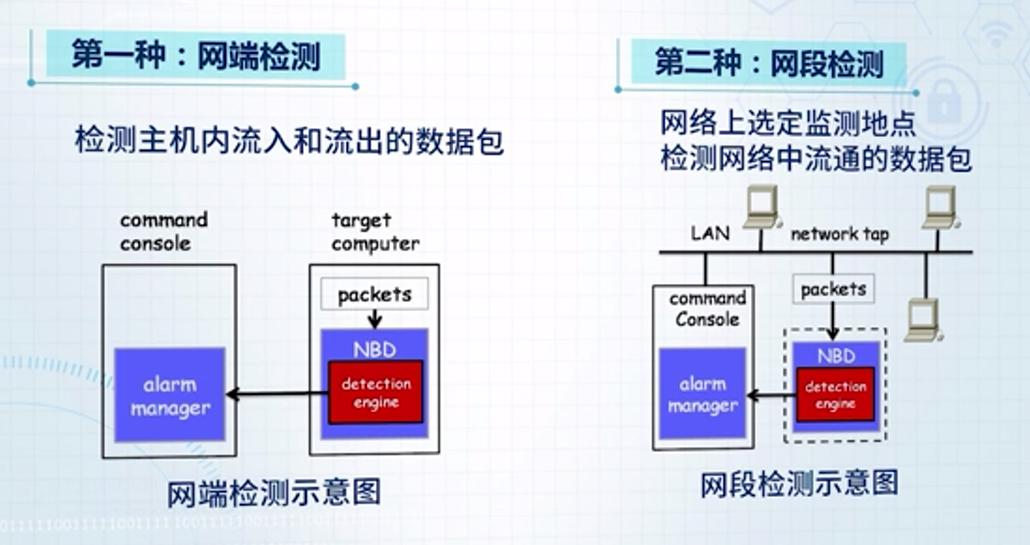 第一种：网端检测
检测主机内流入和流出的数据包
command
console
target
computer
packets
NBD
detection
engine
alarm
manager
网端检测示意图
第二种：网段检测
网络上选定监测地点
检测网络中流通的数据包
LAN
network tap
command
Console
packets
NBD
detection
engine
alarm
manager
网段检测示意图